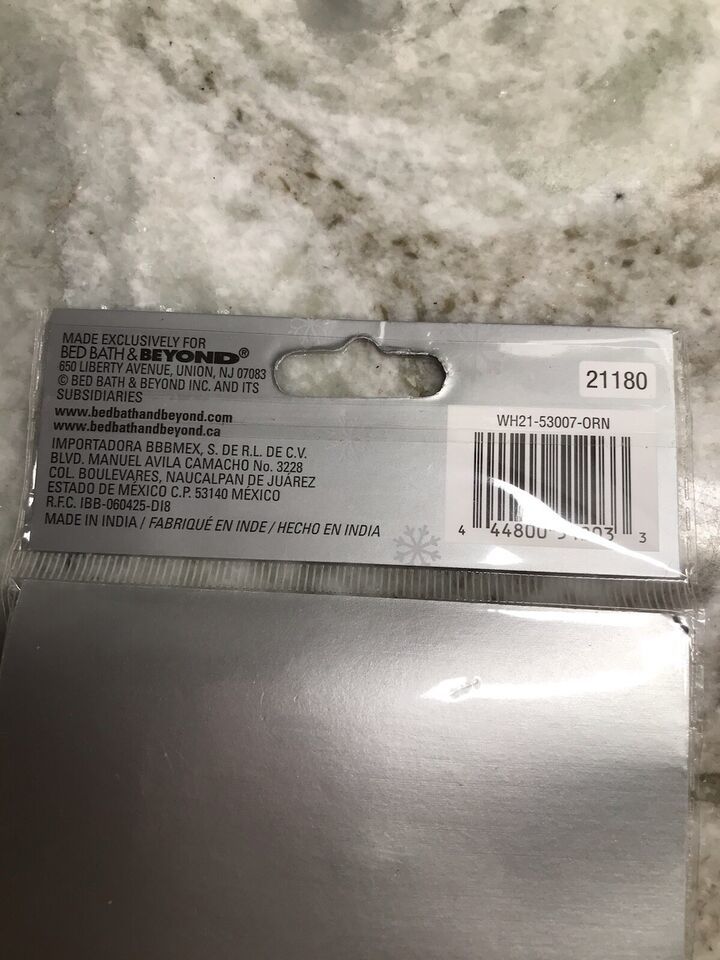 MADE EXCLUSIVELY FOR
BED BATH & BEYOND®
650 LIBERTY AVENUE, UNION, NJ 07083
© BED BATH & BEYOND INC. AND ITS
SUBSIDIARIES
www.bedbathandbeyond.com
www.bedbathandbeyond.ca
IMPORTADORA BBBMEX, S. DE R.L. DE C.V.
BLVD. MANUEL AVILA CAMACHO No. 3228
COL. BOULEVARES, NAUCALPAN DE JUÁREZ
ESTADO DE MÉXICO C.P. 53140 MÉXICO
R.F.C. IBB-060425-DI8
MADE IN INDIA / FABRIQUÉ EN INDE / HECHO EN INDIA
21180
WH21-53007-ORN
4 44800 3